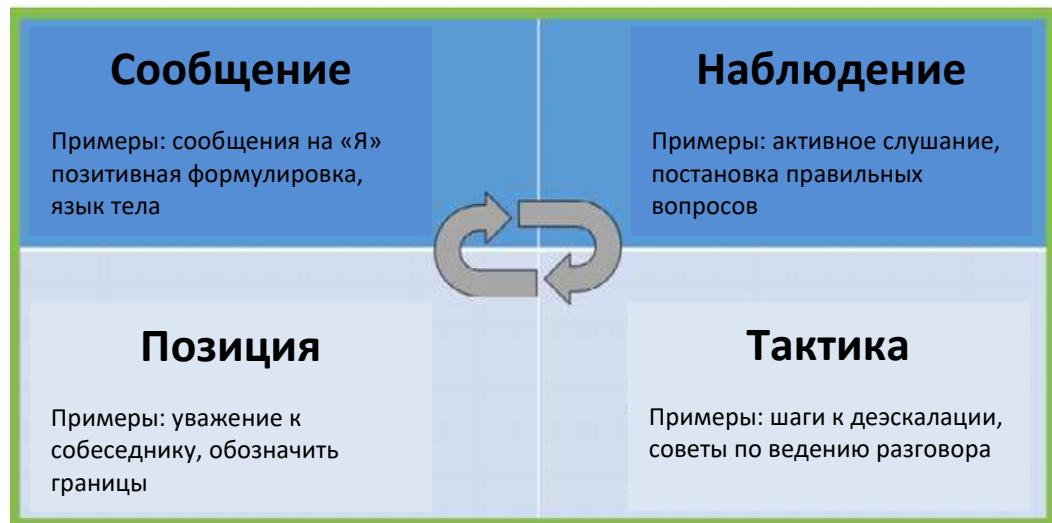 Сообщение
Примеры: сообщения на «Я»
позитивная формулировка,
язык тела
Наблюдение
Примеры: активное слушание,
постановка правильных
вопросов
Позиция
Примеры: уважение к
собеседнику, обозначить
границы
Тактика
Примеры: шаги к деэскалации,
советы по ведению разговора